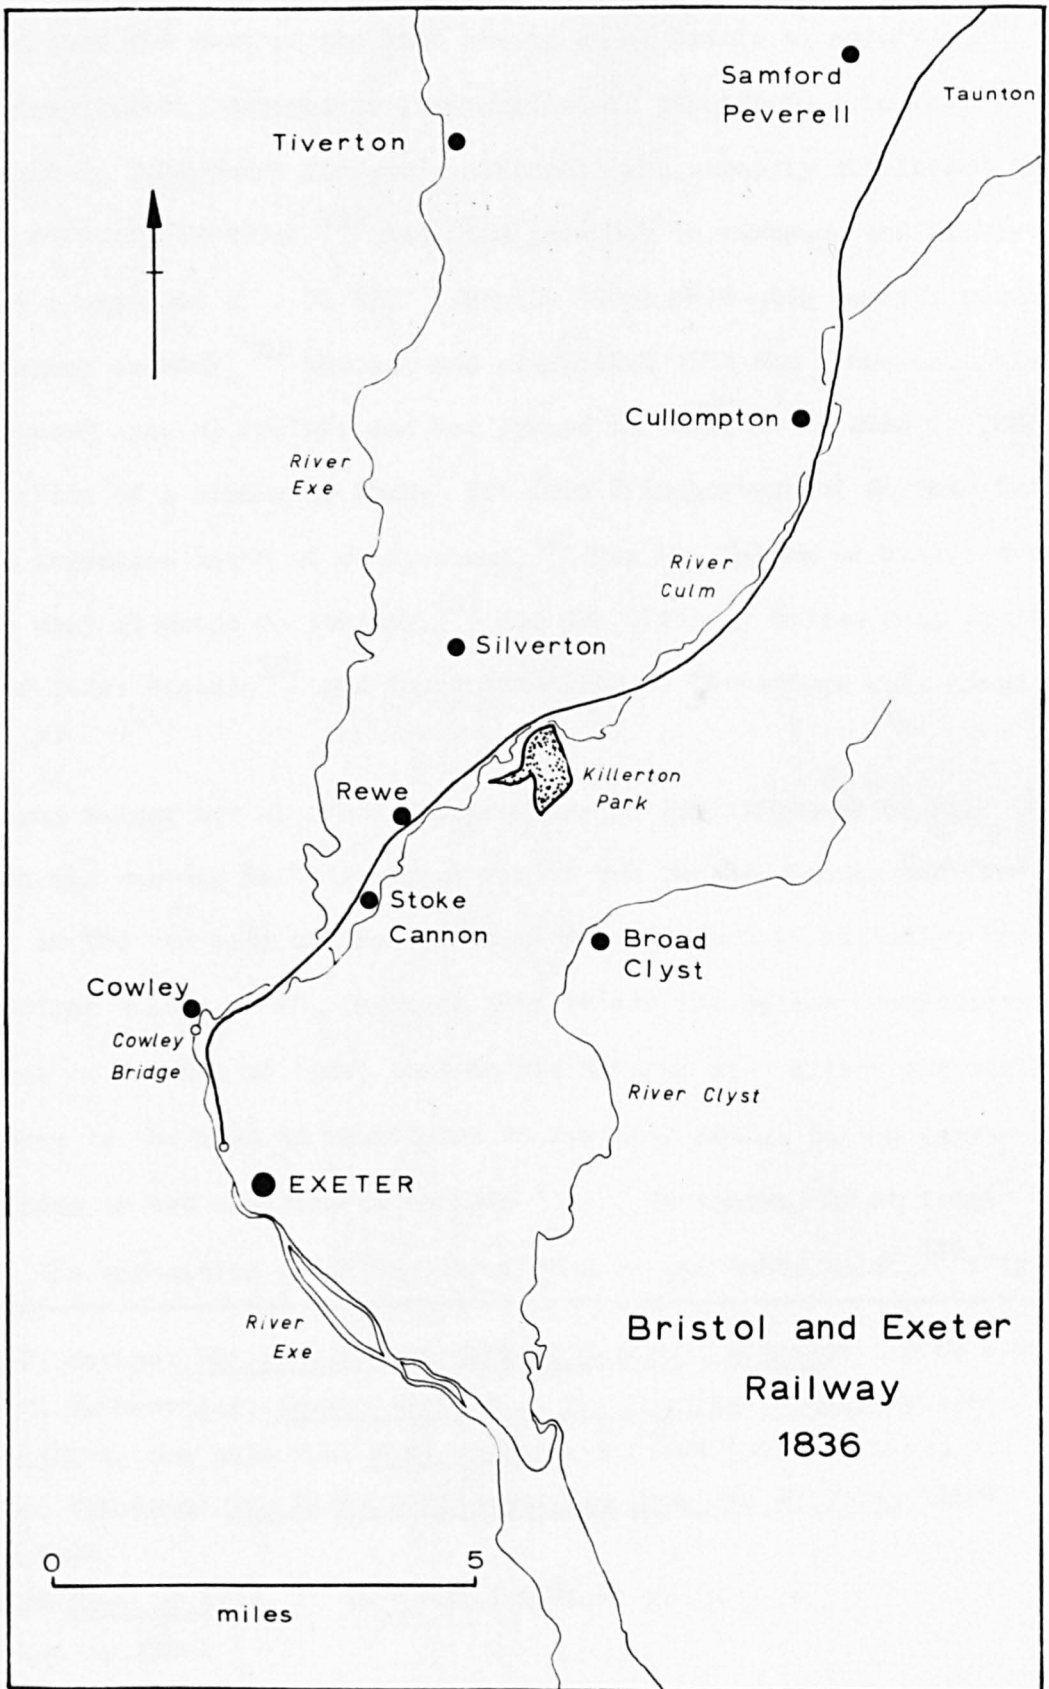 Samford
Peverell
Taunton
Tiverton
Cullompton
River
Exe
River
Culm
Silverton
Killerton
Park
Rewe
Stoke
Cannon
Broad
Clyst
Cowley
Cowley
Bridge
River Clyst
EXETER
River
Exe
Bristol and Exeter
Railway
1836
0 5
miles